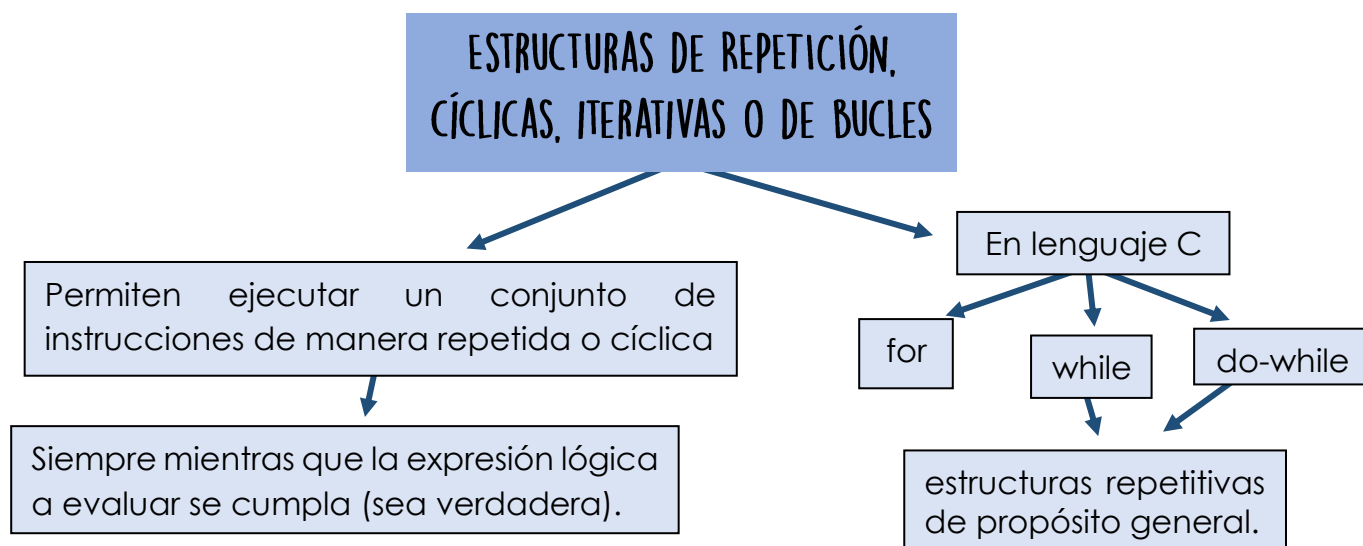 ESTRUCTURAS DE REPETICIÓN,
CÍCLICAS, ITERATIVAS O DE BUCLES
Permiten ejecutar un conjunto de
instrucciones de manera repetida o cíclica
Siempre mientras que la expresión lógica
a evaluar se cumpla (sea verdadera).
En lenguaje C
for
while
do-while
estructuras repetitivas
de propósito general.